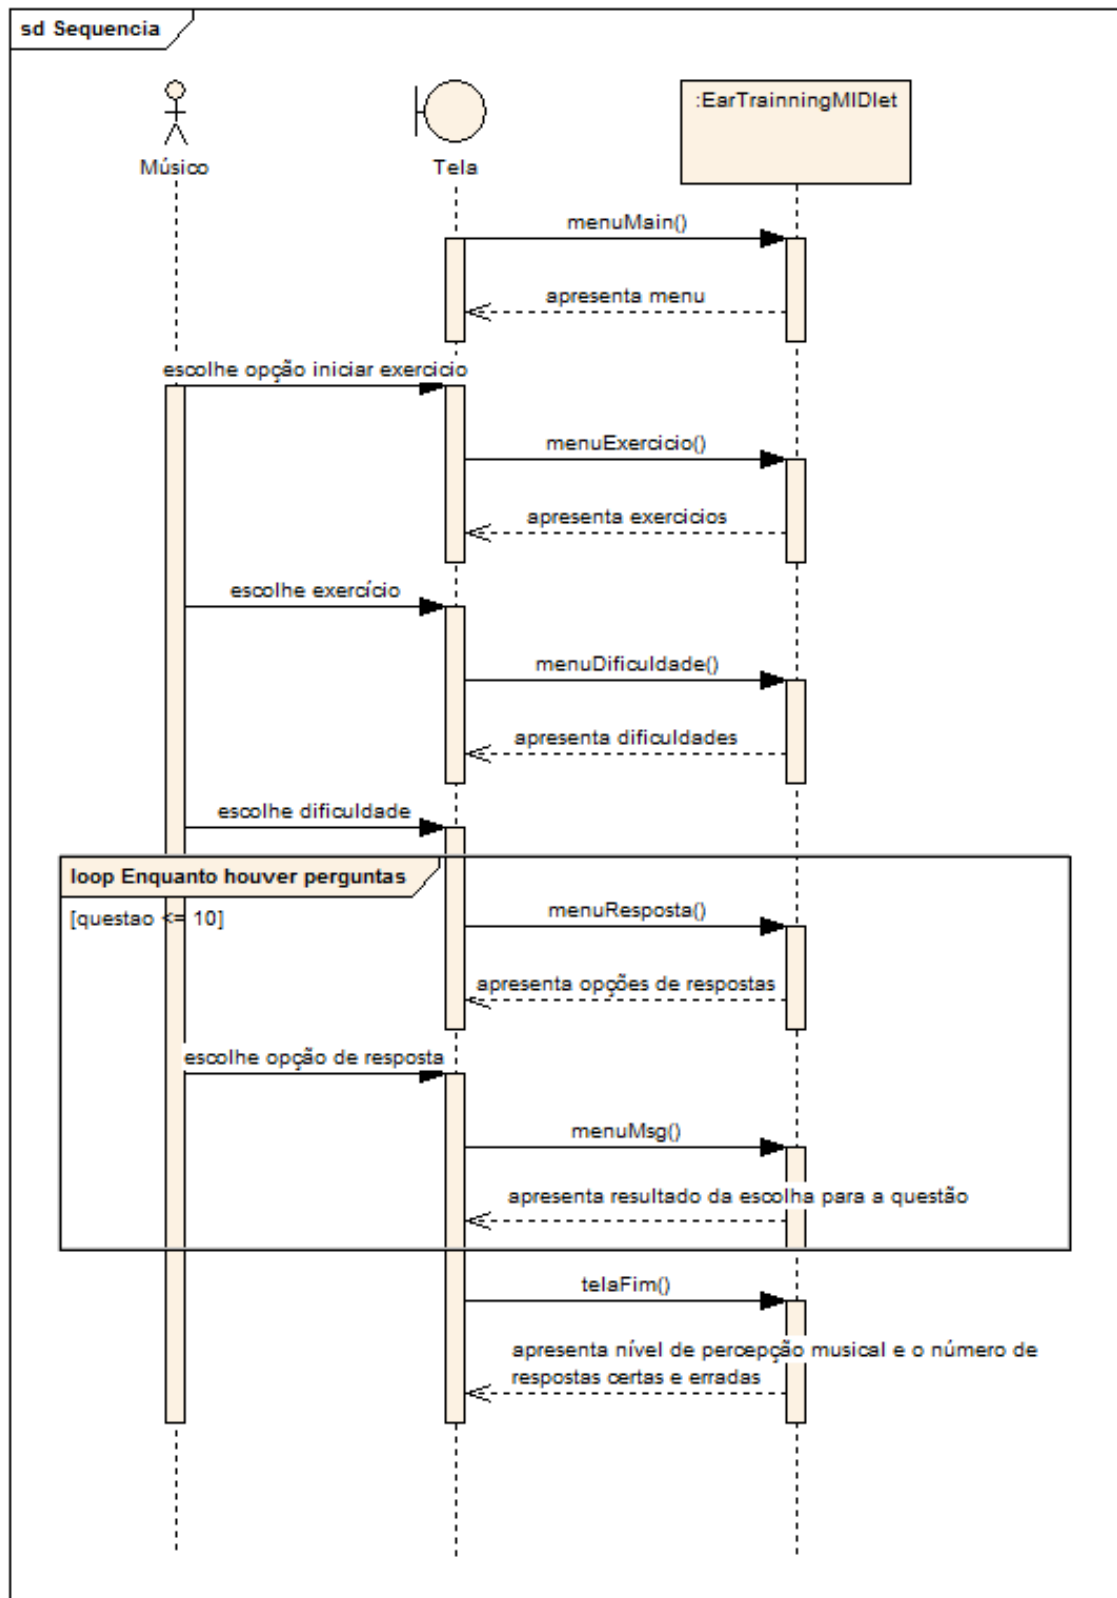 sd Sequencia
Músico
Tela
:EarTrainningMIDlet
menuMain()
apresenta menu
escolhe opção iniciar exercicio
menuExercicio()
apresenta exercicios
escolhe exercício
menuDificuldade()
apresenta dificuldades
escolhe dificuldade
loop Enquanto houver perguntas
[questao <= 10]
menuResposta()
apresenta opções de respostas
escolhe opção de resposta
menuMsg()
apresenta resultado da escolha para a questão
telaFim()
apresenta nível de percepção musical e o número de
respostas certas e erradas